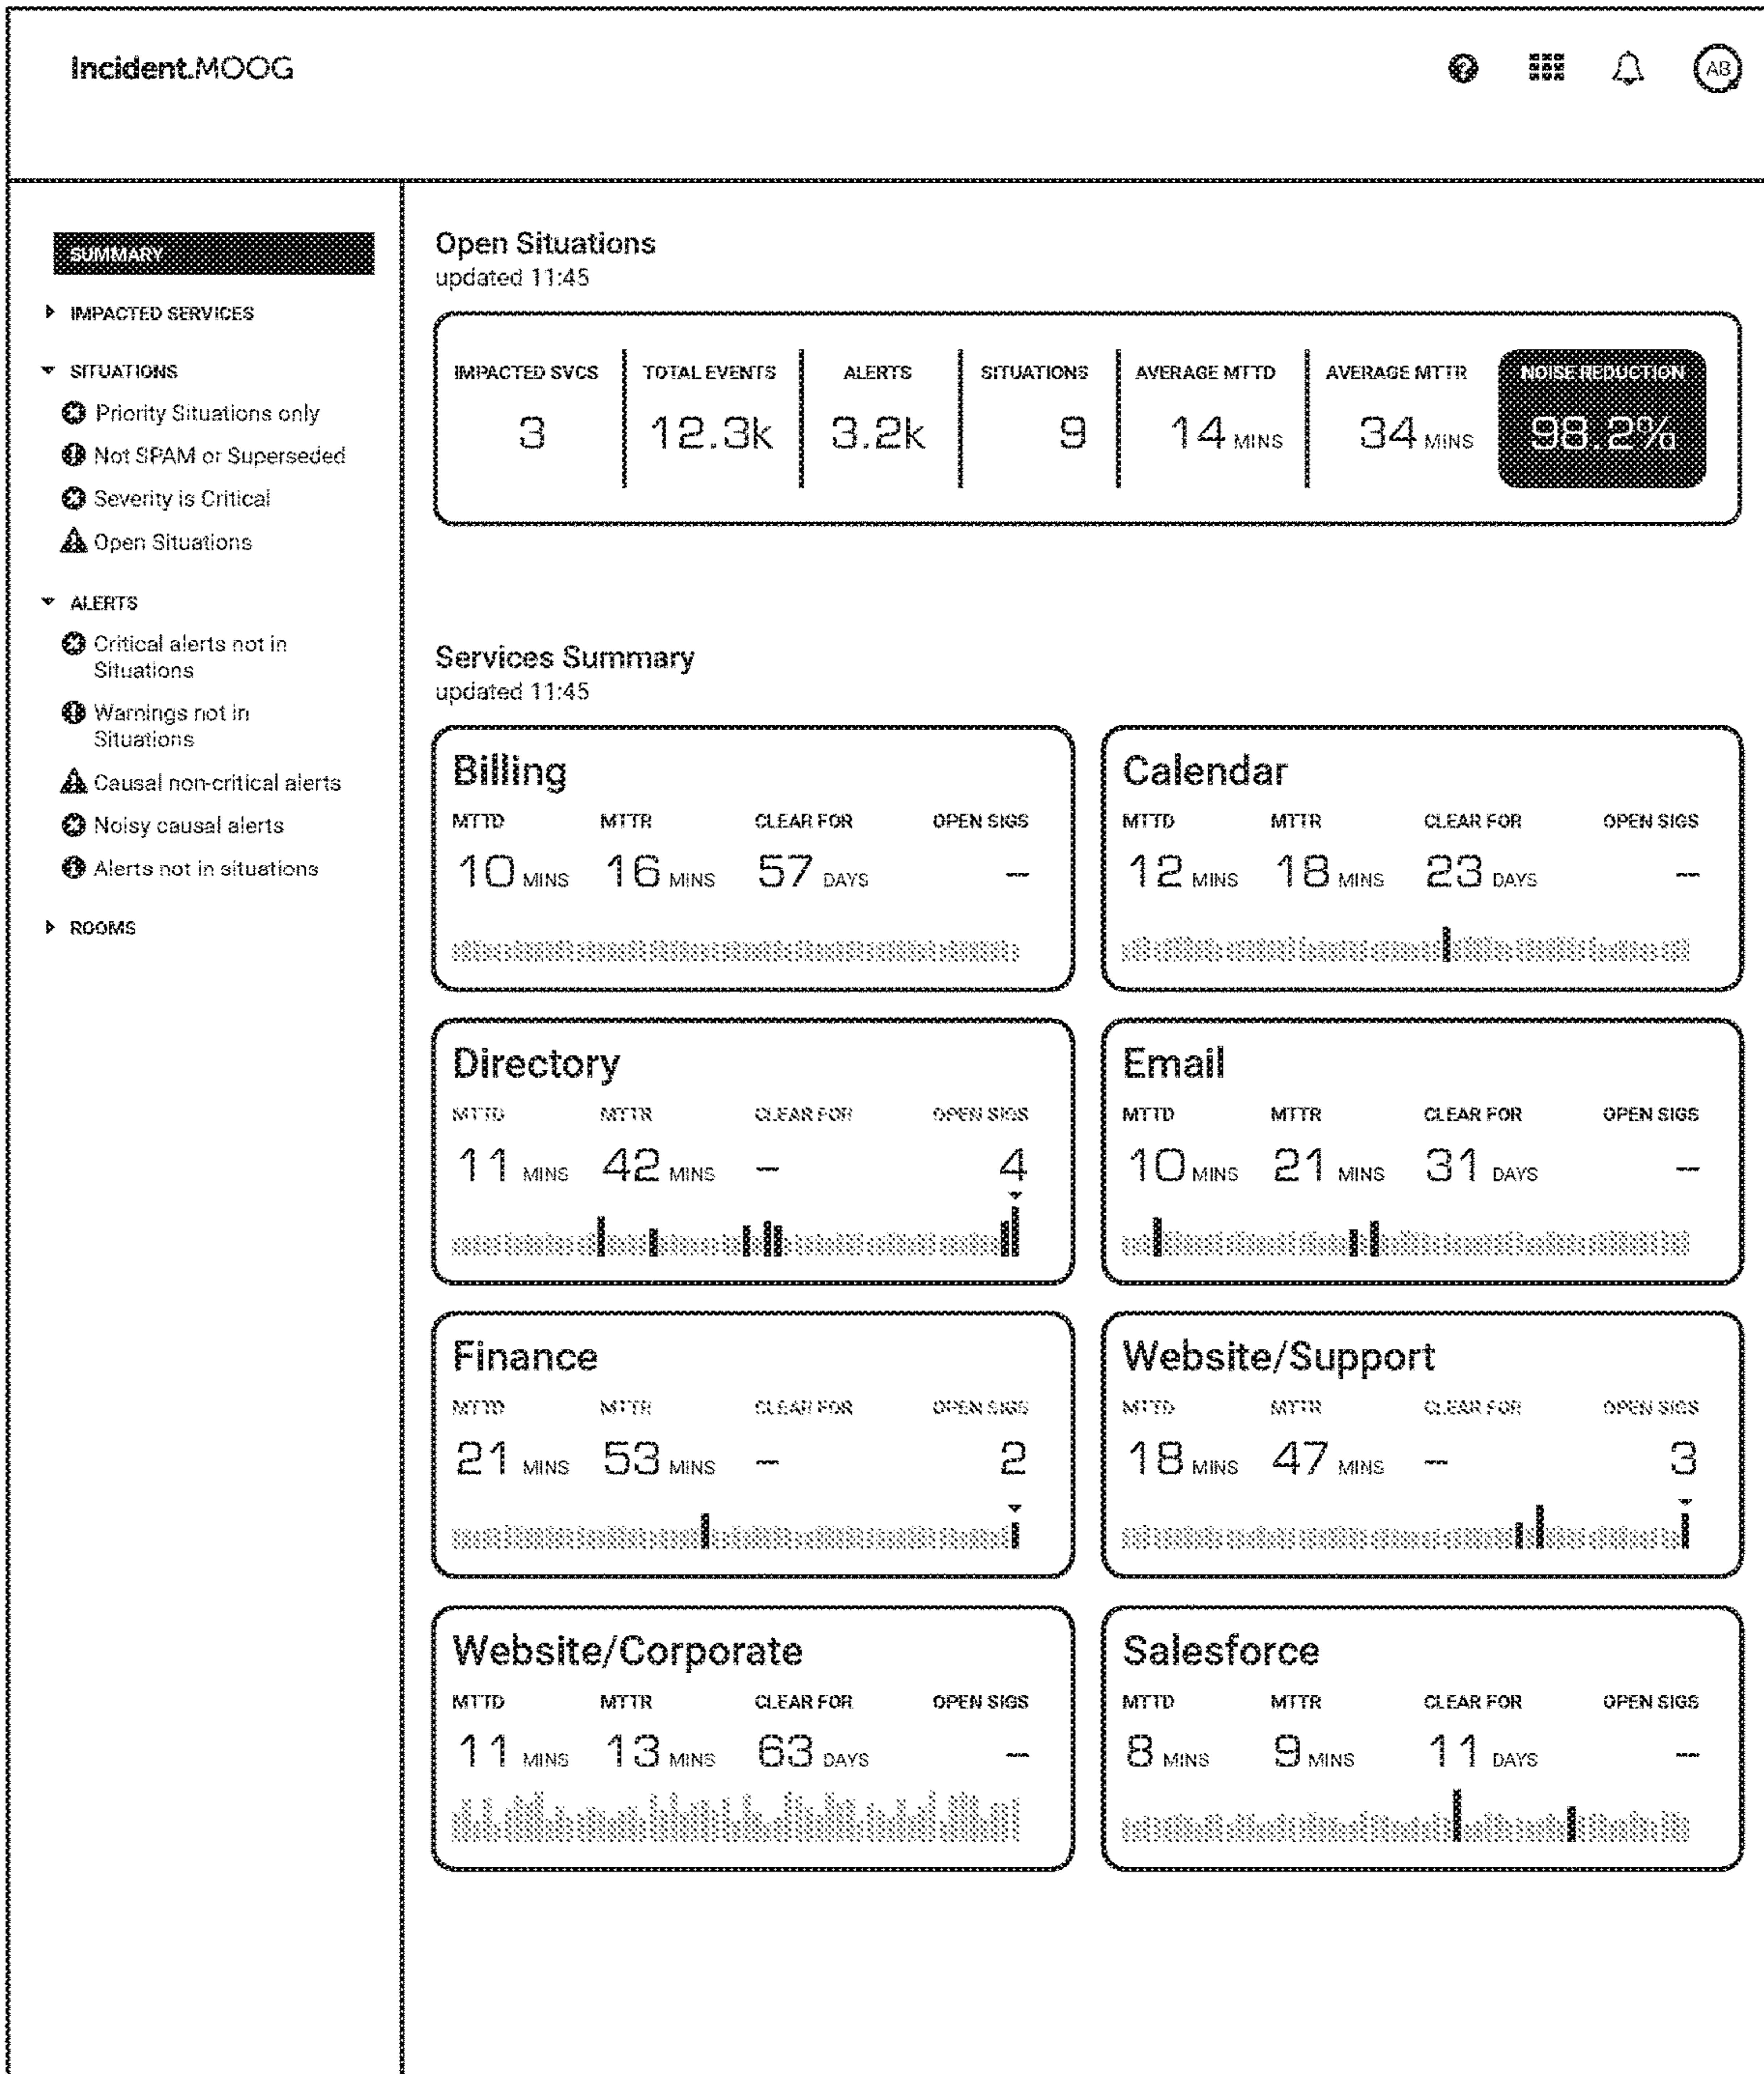 Incident.MOOG
AB
SUMMARY
IMPACTED SERVICES
SITUATIONS
Priority Situations only
Not SPAM or Superseded
Severity is Critical
Open Situations
ALERTS
Critical alerts not in
Situations
Warnings not in
Situations
Causal non-critical alerts
Noisy causal alerts
Alerts not in situations
ROOMS
Open Situations
updated 11:45
IMPACTED SVCS TOTAL EVENTS ALERTS SITUATIONS AVERAGE MTTD AVERAGE MTTR NOISE REDUCTION
3 12.3k 3.2k 9 14 MINS 34 MINS 98.2%
Services Summary
updated 11:45
Billing
MTTD MTTR CLEAR FOR OPEN SIGS
10 MINS 16 MINS 57 DAYS --
Calendar
MTTD MTTR CLEAR FOR OPEN SIGS
12 MINS 18 MINS 23 DAYS --
Directory
MTTD MTTR CLEAR FOR OPEN SIGS
11 MINS 42 MINS -- 4
Email
MTTD MTTR CLEAR FOR OPEN SIGS
10 MINS 21 MINS 31 DAYS --
Finance
MTTD MTTR CLEAR FOR OPEN SIGS
21 MINS 53 MINS -- 2
Website/Support
MTTD MTTR CLEAR FOR OPEN SIGS
18 MINS 47 MINS -- 3
Website/Corporate
MTTD MTTR CLEAR FOR OPEN SIGS
11 MINS 13 MINS 63 DAYS --
Salesforce
MTTD MTTR CLEAR FOR OPEN SIGS
8 MINS 9 MINS 11 DAYS --